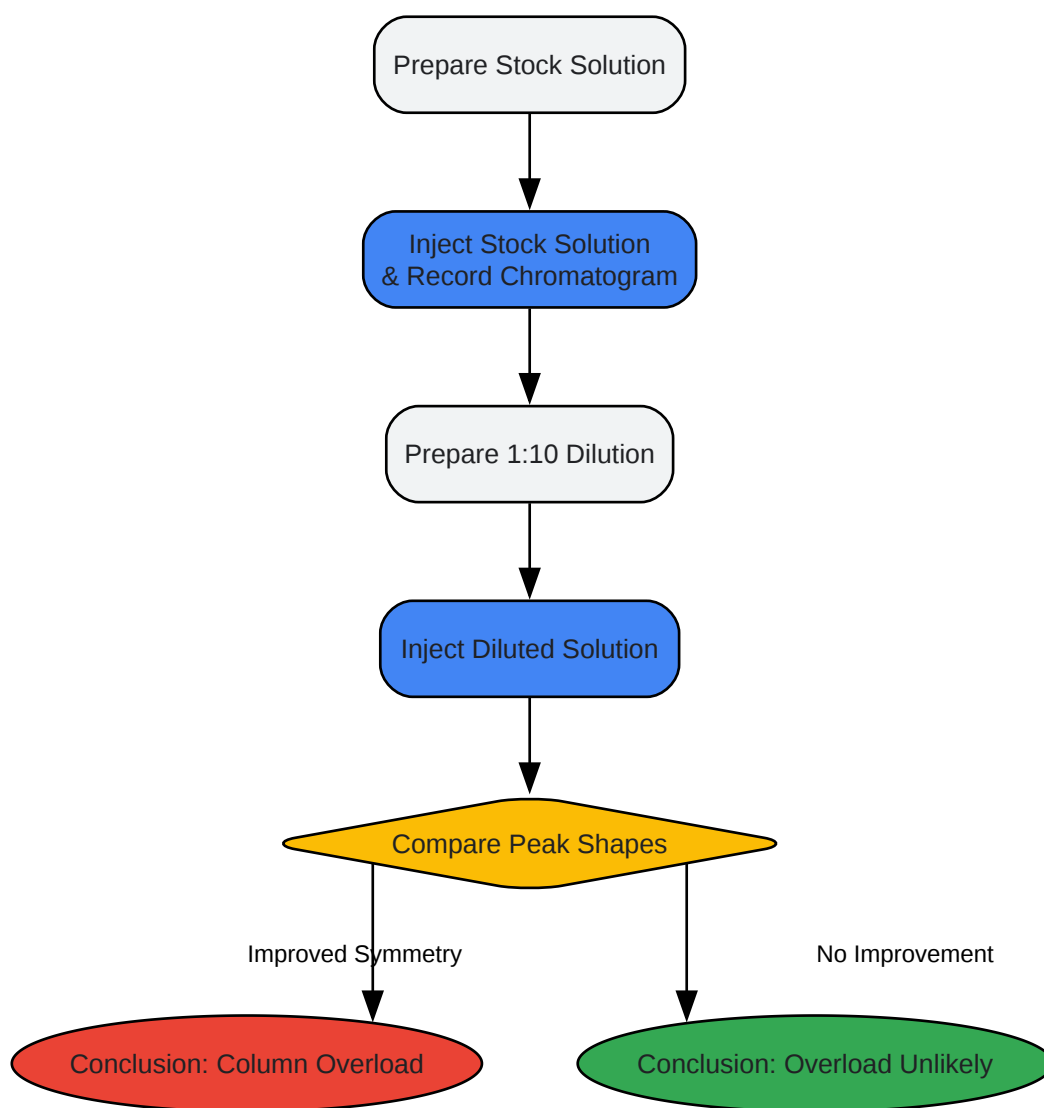 Prepare Stock Solution
Inject Stock Solution
& Record Chromatogram
Prepare 1:10 Dilution
Inject Diluted Solution
Compare Peak Shapes
Improved Symmetry
No Improvement
Conclusion: Column Overload
Conclusion: Overload Unlikely